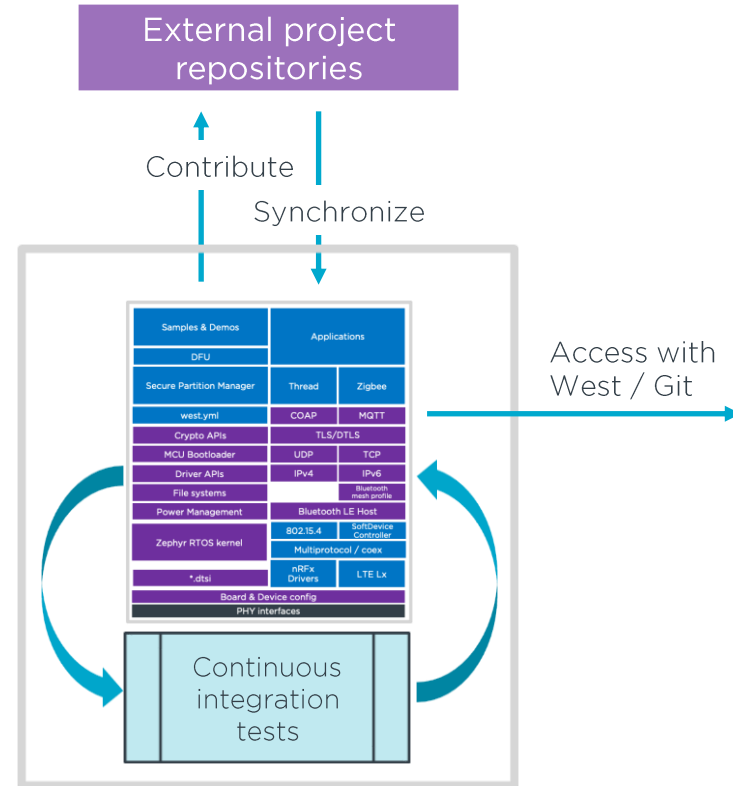 External project
repositories
Contribute
Synchronize
Samples & Demos
Applications
DFU
Secure Partition Manager
Thread
Zigbee
west.yml
COAP
MQTT
Crypto APIs
TLS/DTLS
MCU Bootloader
UDP
TCP
Driver APIs
IPv4
IPv6
File systems
Bluetooth
mesh profile
Power Management
Bluetooth LE Host
Zephyr RTOS kernel
802.15.4
SoftDevice
Controller
Multiprotocol / coex
*.dtsi
nRFx
Drivers
LTE Lx
Board & Device config
PHY interfaces
Access with
West / Git
Continuous
integration
tests